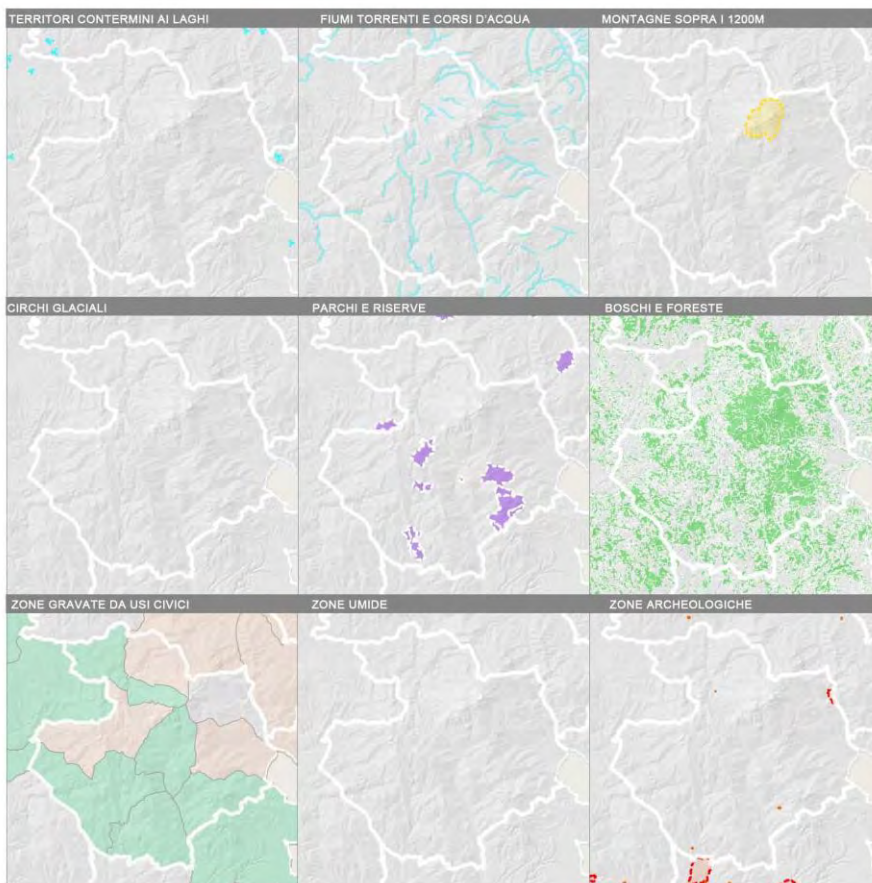 TERRITORI CONTERMINI AI LAGHI
FIUMI TORRENTI E CORSI D'ACQUA
MONTAGNE SOPRA I 1200M
CIRCHI GLACIALI
PARCHI E RISERVE
BOSCHI E FORESTE
ZONE GRAVATE DA USI CIVICI
ZONE UMIDE
ZONE ARCHEOLOGICHE